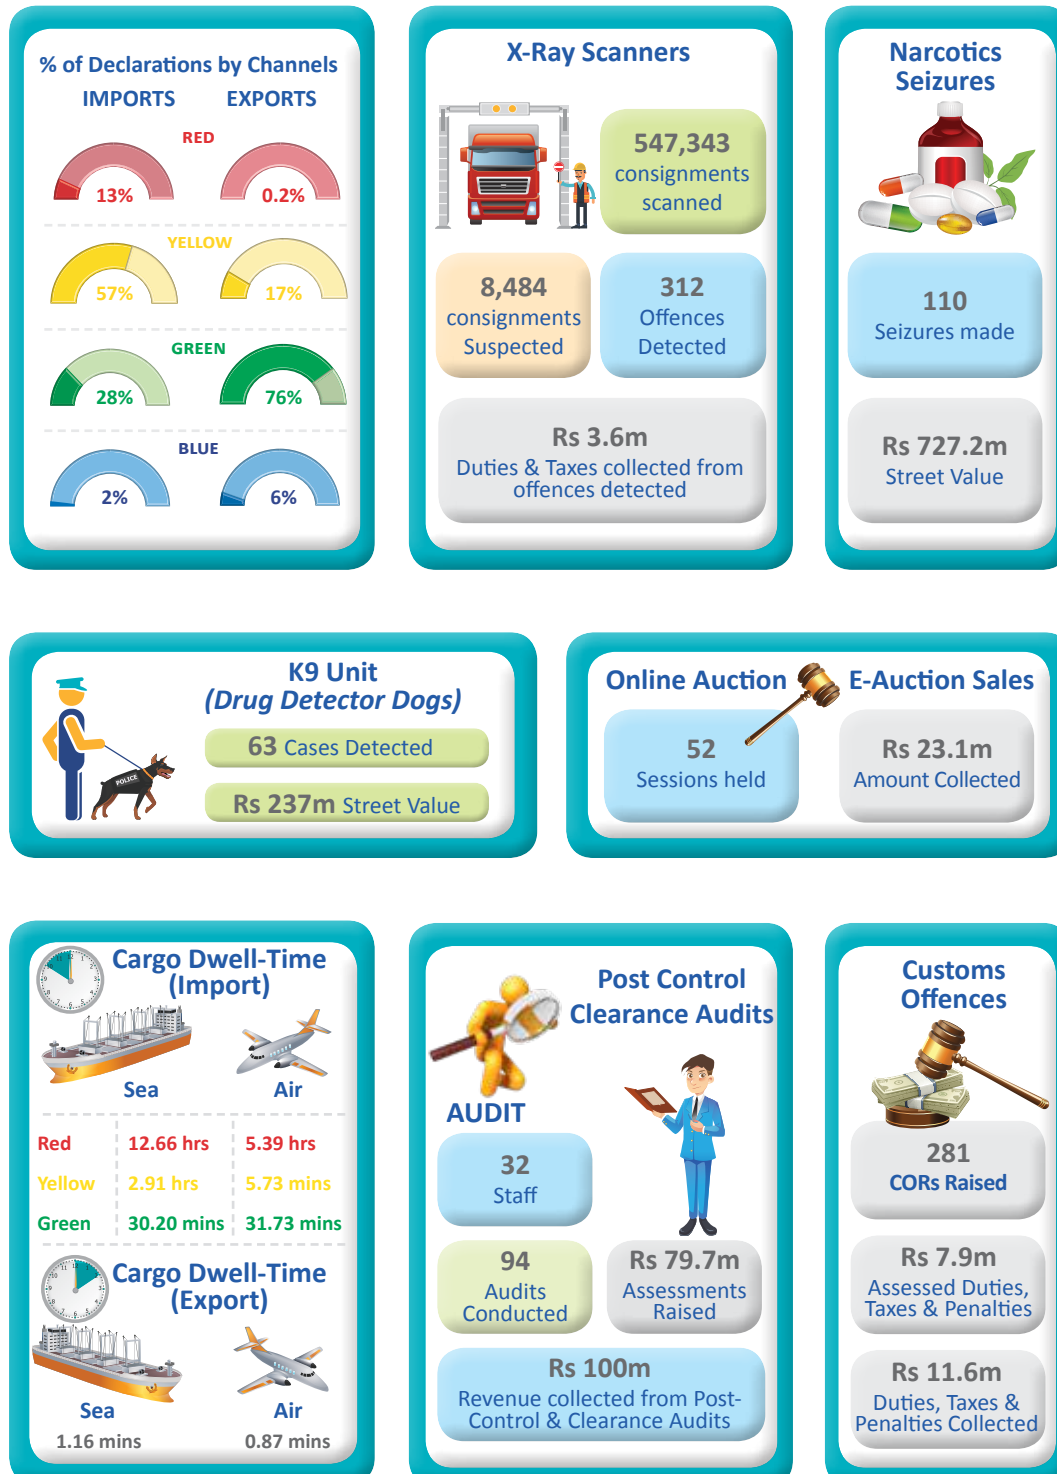 % of Declarations by Channels
IMPORTS EXPORTS
RED
13% 0.2%
YELLOW
57% 17%
GREEN
28% 76%
BLUE
2% 6%
X-Ray Scanners
547,343
consignments
scanned
8,484
consignments
Suspected
312
Offences
Detected
Rs 3.6m
Duties & Taxes collected from
offences detected
Narcotics
Seizures
110
Seizures made
Rs 727.2m
Street Value
K9 Unit
(Drug Detector Dogs)
POLICE
63 Cases Detected
Rs 237m Street Value
Online Auction
52
Sessions held
E-Auction Sales
Rs 23.1m
Amount Collected
Cargo Dwell-Time
(Import)
Sea Air
Red 12.66 hrs 5.39 hrs
Yellow 2.91 hrs 5.73 mins
Green 30.20 mins 31.73 mins
Cargo Dwell-Time
(Export)
Sea Air
1.16 mins 0.87 mins
Post Control
Clearance Audits
AUDIT
32
Staff
94
Audits
Conducted
Rs 79.7m
Assessments
Raised
Rs 100m
Revenue collected from Post-
Control & Clearance Audits
Customs
Offences
281
CORs Raised
Rs 7.9m
Assessed Duties,
Taxes & Penalties
Rs 11.6m
Duties, Taxes &
Penalties Collected